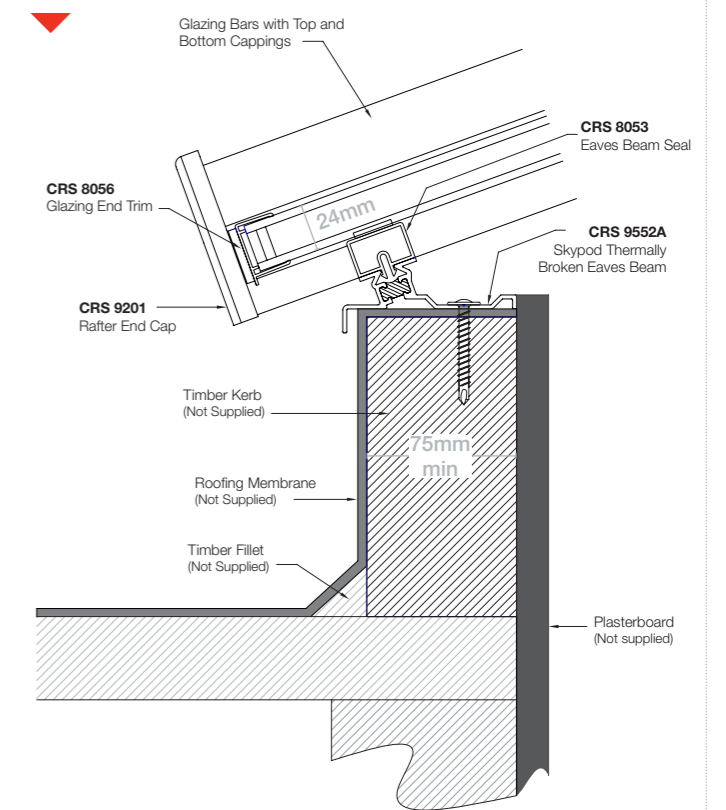 Glazing Bars with Top and
Bottom Cappings
CRS 8053
Eaves Beam Seal
CRS 8056
Glazing End Trim
24mm
CRS 9552A
Skypod Thermally
Broken Eaves Beam
CRS 9201
Rafter End Cap
Timber Kerb
(Not Supplied)
75mm
min
Roofing Membrane
(Not Supplied)
Timber Fillet
(Not Supplied)
Plasterboard
(Not supplied)